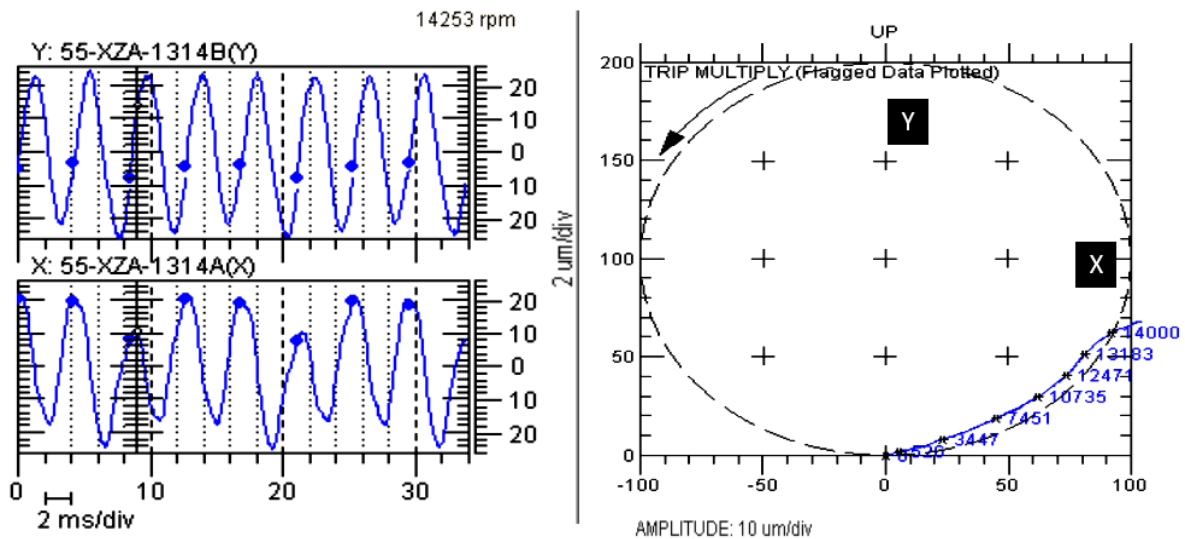 14253 rpm
Y: 55-XZA-1314B(Y)
20
10
0
10
20
X: 55-XZA-1314A(X)
20
10
0
10
20
0 10 20 30
2 ms/div
2 um/div
UP
200
TRIP MULTIPLY (Flagged Data Plotted)
Y
150
X
100
14000
50
13183
12471
10735
7451
3447
0
-100 -50 0 50 100
AMPLITUDE: 10 um/div